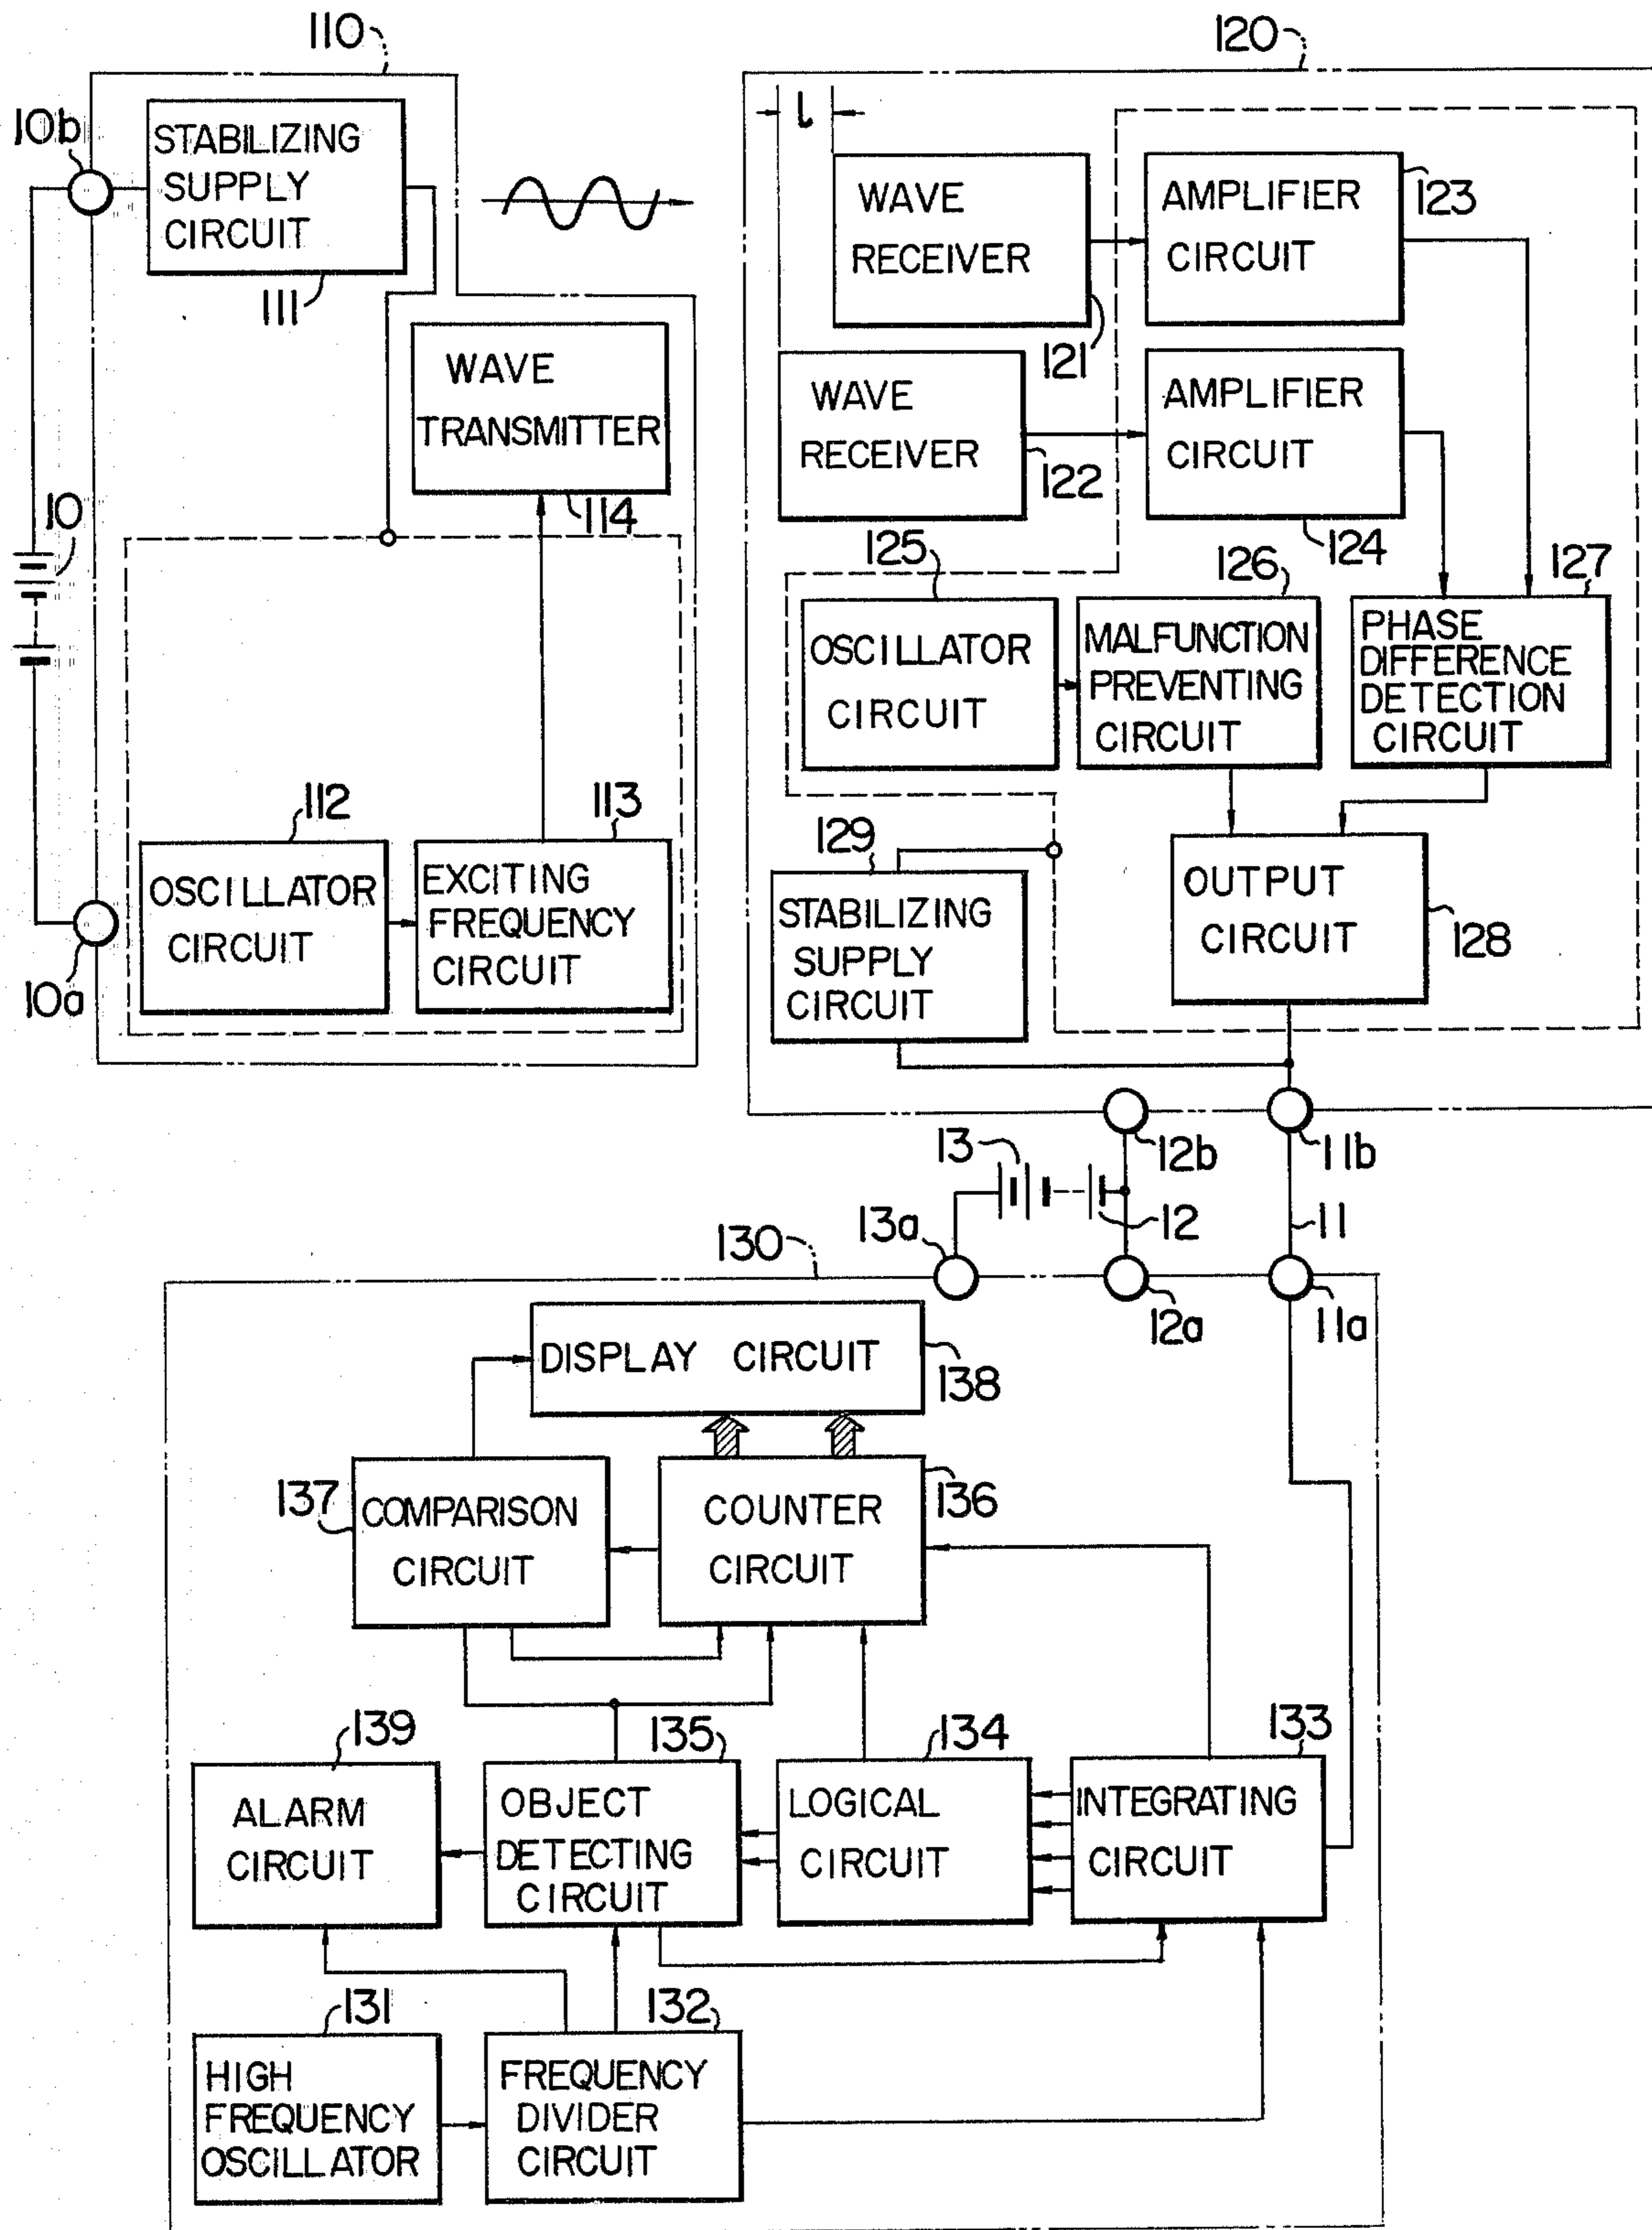 110
10b
STABILIZING
SUPPLY
CIRCUIT
111
WAVE
TRANSMITTER
114
10
112
OSCILLATOR
CIRCUIT
113
EXCITING
FREQUENCY
CIRCUIT
10a
120
l
WAVE
RECEIVER
121
AMPLIFIER
CIRCUIT
123
WAVE
RECEIVER
122
AMPLIFIER
CIRCUIT
124
125
OSCILLATOR
CIRCUIT
126
MALFUNCTION
PREVENTING
CIRCUIT
127
PHASE
DIFFERENCE
DETECTION
CIRCUIT
129
STABILIZING
SUPPLY
CIRCUIT
OUTPUT
CIRCUIT
128
12b
11b
13
12
11
13a
12a
11a
130
DISPLAY CIRCUIT
138
137
COMPARISON
CIRCUIT
COUNTER
CIRCUIT
136
139
ALARM
CIRCUIT
135
OBJECT
DETECTING
CIRCUIT
134
LOGICAL
CIRCUIT
133
INTEGRATING
CIRCUIT
131
HIGH
FREQUENCY
OSCILLATOR
132
FREQUENCY
DIVIDER
CIRCUIT